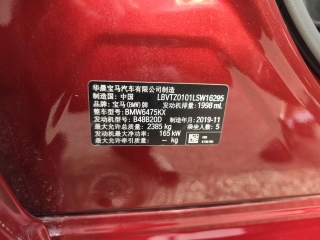 华晨宝马汽车有限公司制造
制造国：中国 LBVTZ0101LSW16295
品牌：宝马(BMW)牌 发动机排量：1998 mL
整车型号：BMW6475KX
发动机型号：B48B20D 制造年月：2019-11
最大允许总质量：2385 kg 乘坐人数：5
发动机最大净功率：165 kW
最大允许牵引质量：-- kg